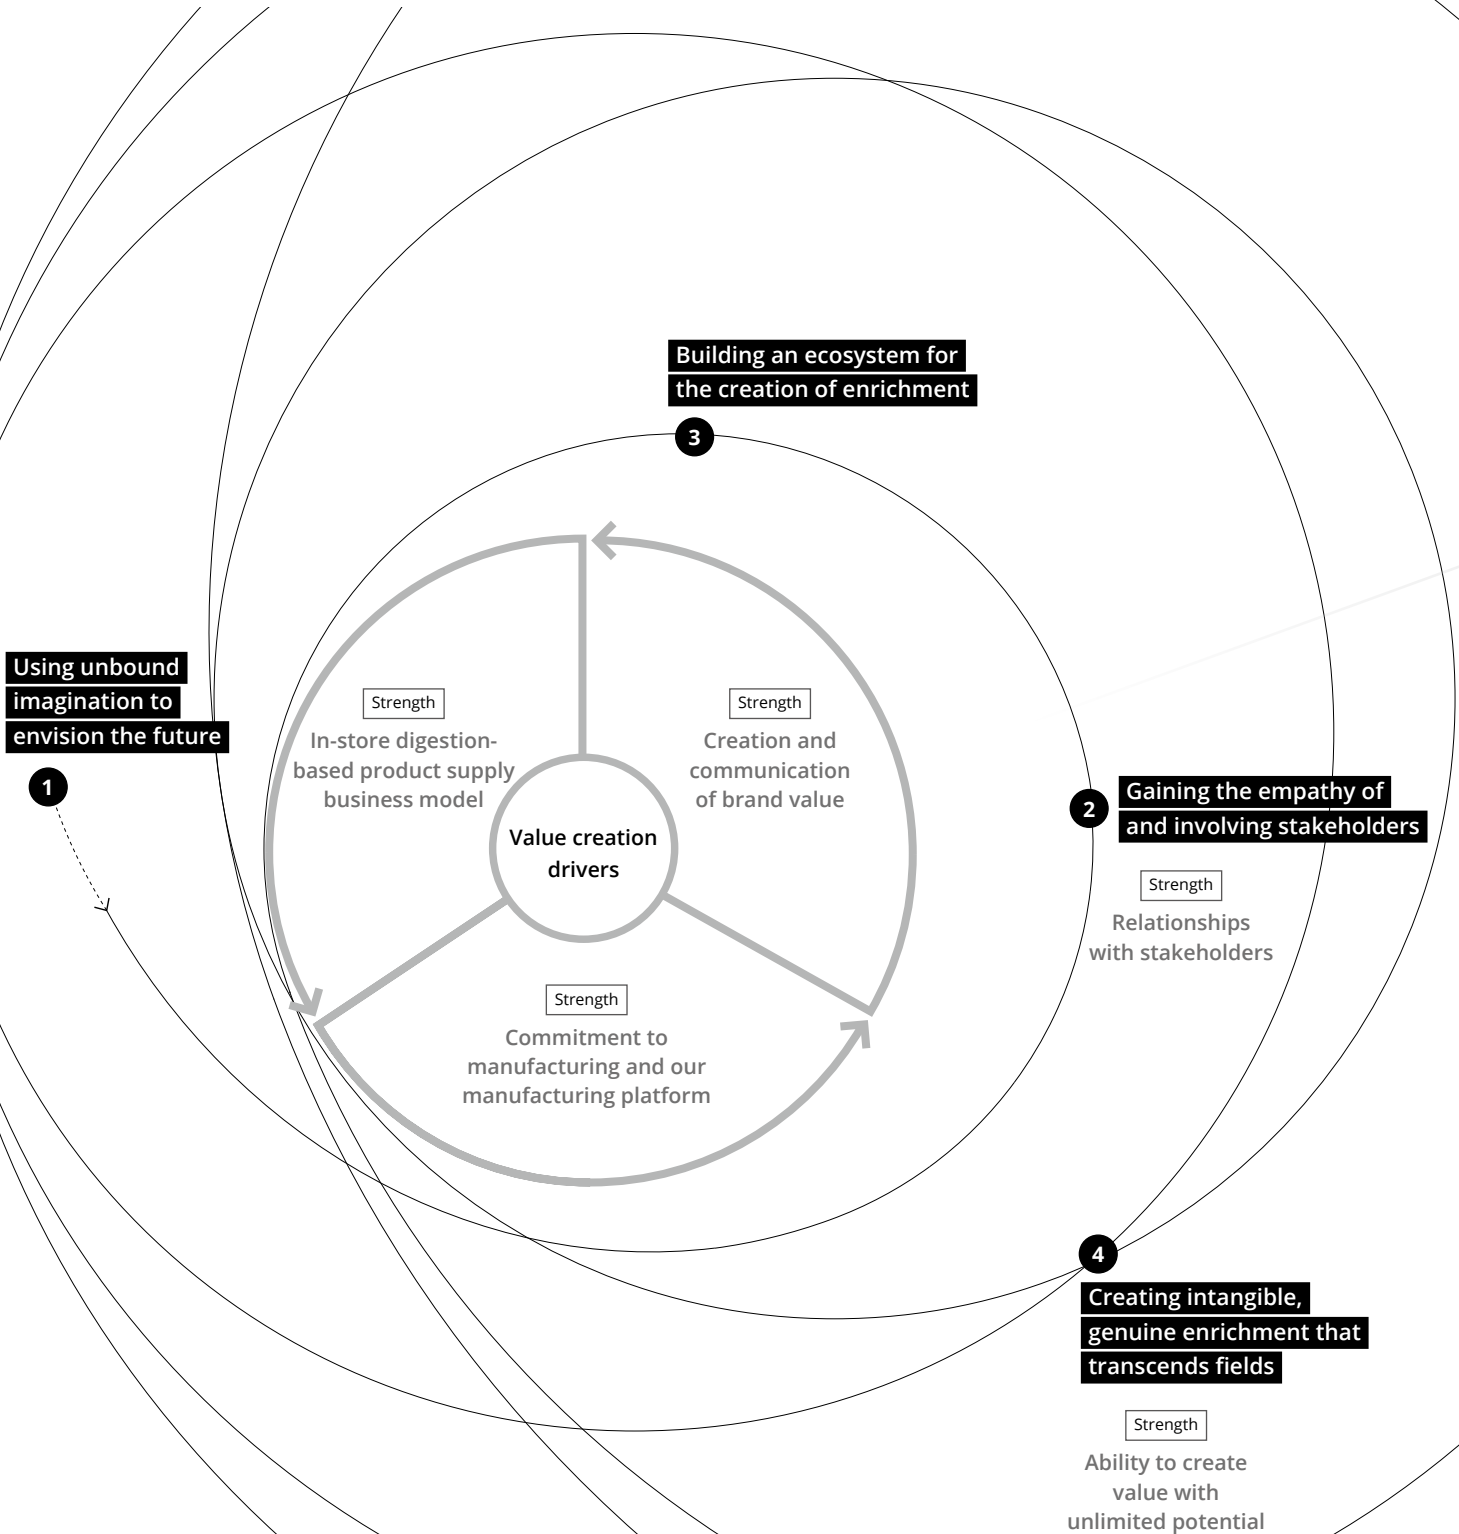 Building an ecosystem for
the creation of enrichment
3
Using unbound
imagination to
envision the future
1
Strength
In-store digestion-
based product supply
business model
Strength
Creation and
communication
of brand value
Value creation
drivers
2
Gaining the empathy of
and involving stakeholders
Strength
Relationships
with stakeholders
Strength
Commitment to
manufacturing and our
manufacturing platform
4
Creating intangible,
genuine enrichment that
transcends fields
Strength
Ability to create
value with
unlimited potential